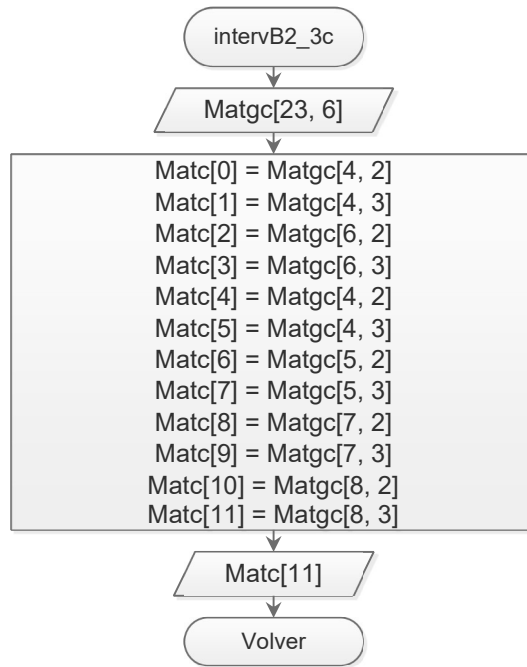 intervB2_3c
Matgc[23, 6]
Matc[0] = Matgc[4, 2]
Matc[1] = Matgc[4, 3]
Matc[2] = Matgc[6, 2]
Matc[3] = Matgc[6, 3]
Matc[4] = Matgc[4, 2]
Matc[5] = Matgc[4, 3]
Matc[6] = Matgc[5, 2]
Matc[7] = Matgc[5, 3]
Matc[8] = Matgc[7, 2]
Matc[9] = Matgc[7, 3]
Matc[10] = Matgc[8, 2]
Matc[11] = Matgc[8, 3]
Matc[11]
Volver